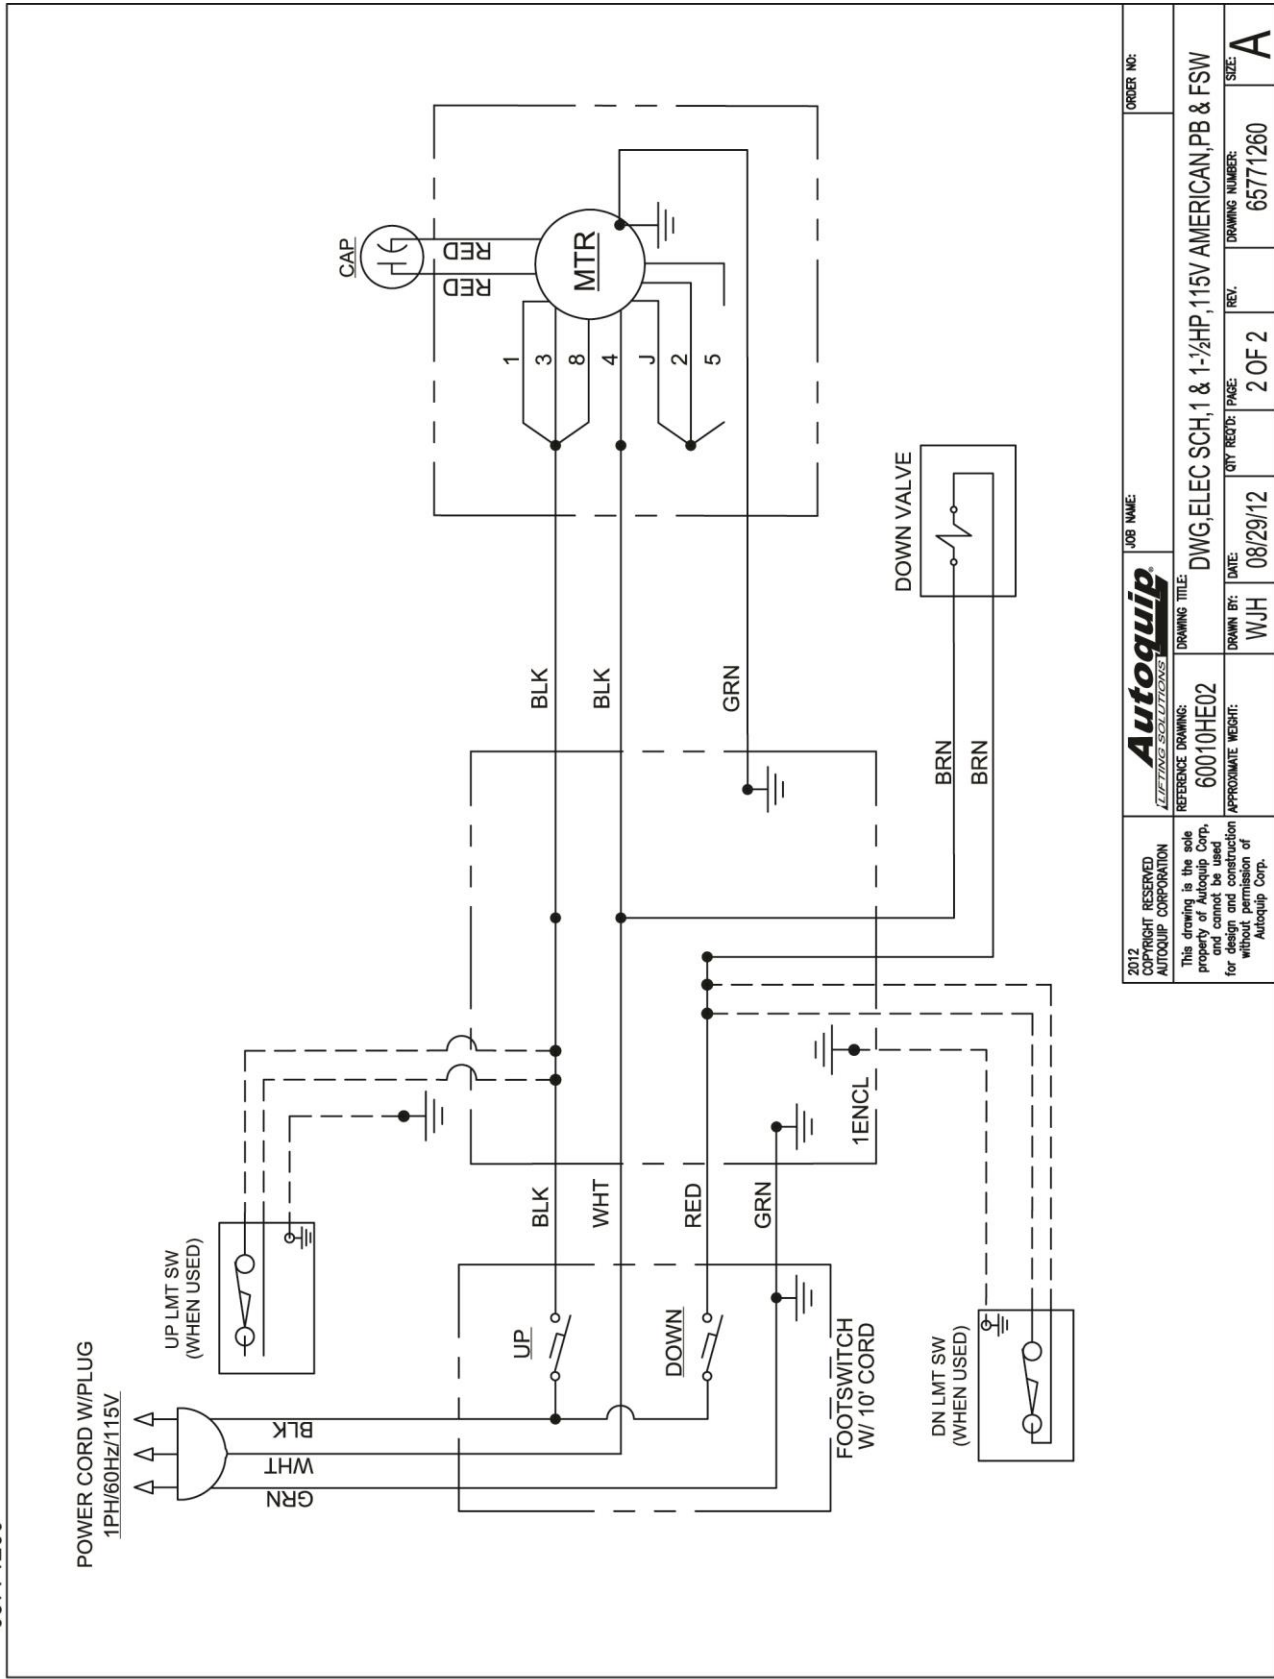 POWER CORD W/PLUG
1PH/60Hz/115V
BLK
WHT
GRN
UP LMT SW
(WHEN USED)
UP
DOWN
FOOTSWITCH
W/ 10' CORD
DN LMT SW
(WHEN USED)
BLK
WHT
RED
GRN
1ENCL
BLK
BLK
GRN
BRN
BRN
DOWN VALVE
CAP
RED
RED
MTR
1
3
8
4
J
2
5
2012
COPYRIGHT RESERVED
AUTOQUIP CORPORATION
This drawing is the sole
property of Autoquip Corp,
and cannot be used
for design and construction
without permission of
Autoquip Corp.
Autoquip
LIFTING SOLUTIONS
JOB NAME:
ORDER NO:
REFERENCE DRAWING:
60010HE02
DRAWING TITLE:
DWG,ELEC SCH,1 & 1-½HP,115V AMERICAN,PB & FSW
APPROXIMATE WEIGHT:
DRAWN BY:
WJH
DATE:
08/29/12
QTY REQ'D:
PAGE:
2 OF 2
REV.
DRAWING NUMBER:
65771260
SIZE:
A